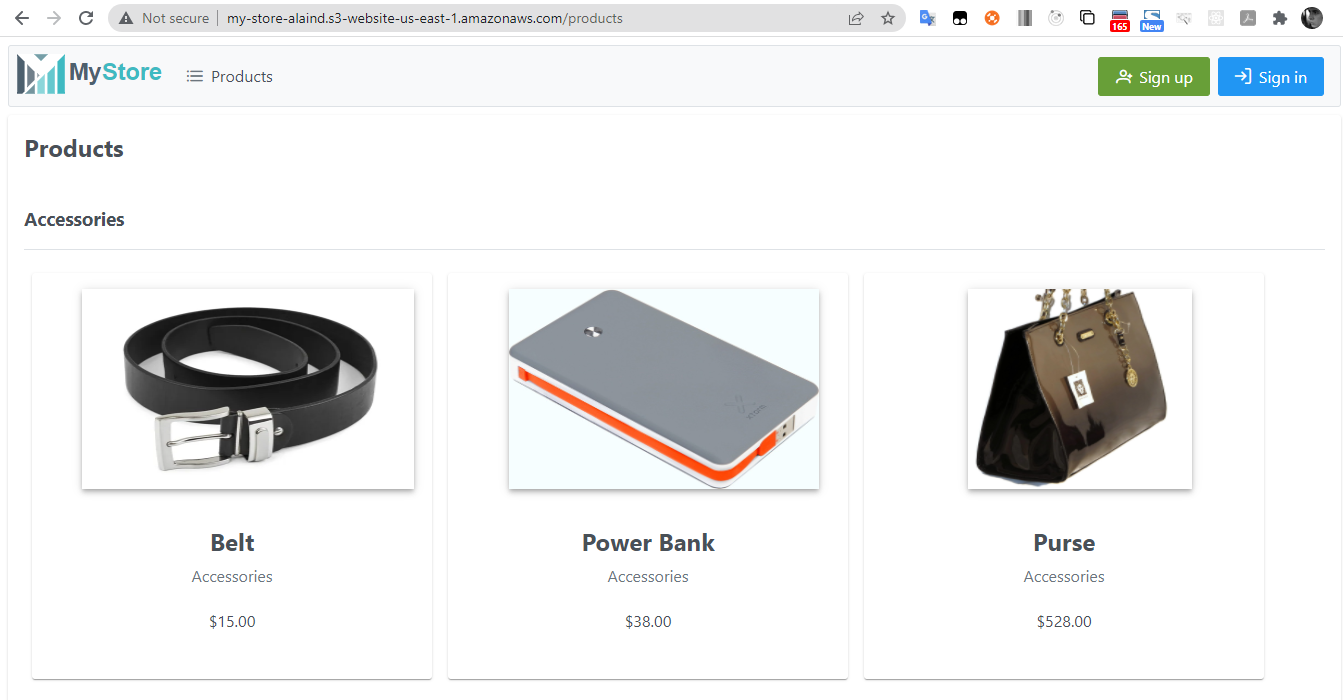 Not secure my-store-alaind.s3-website-us-east-1.amazonaws.com/products
165
New
MyStore
Products
Sign up
Sign in
Products
Accessories
Belt
Accessories
$15.00
Power Bank
Accessories
$38.00
Purse
Accessories
$528.00